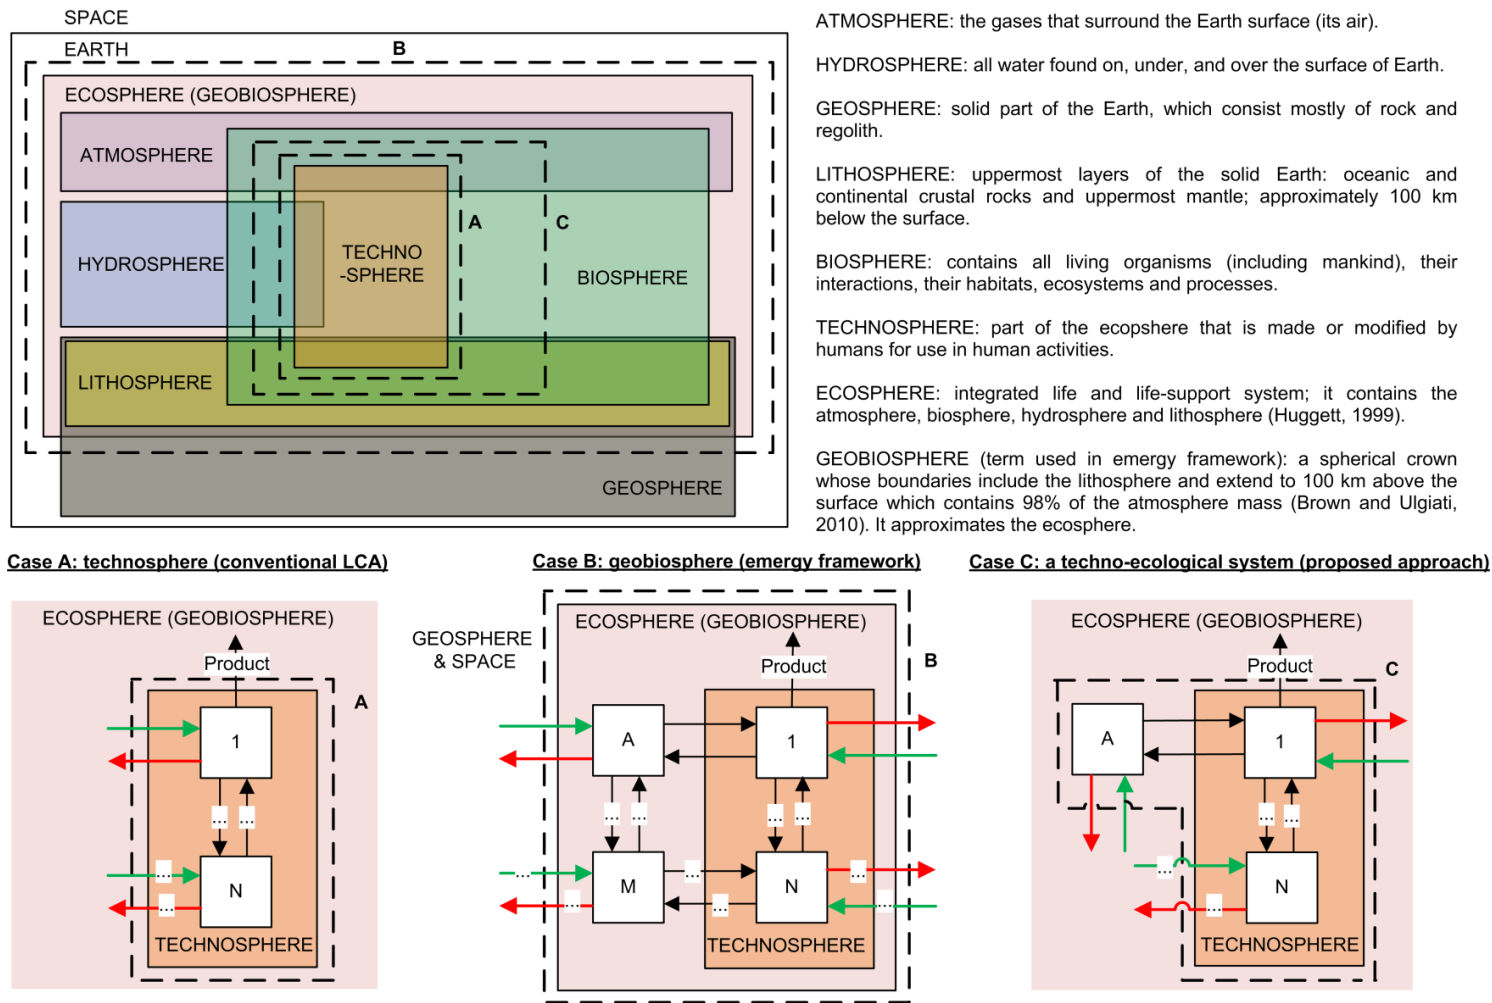 SPACE
EARTH
B
ECOSPHERE (GEOBIOSPHERE)
ATMOSPHERE
HYDROSPHERE
TECHNO
-SPHERE
A
C
BIOSPHERE
LITHOSPHERE
GEOSPHERE
ATMOSPHERE: the gases that surround the Earth surface (its air).
HYDROSPHERE: all water found on, under, and over the surface of Earth.
GEOSPHERE: solid part of the Earth, which consist mostly of rock and
regolith.
LITHOSPHERE: uppermost layers of the solid Earth: oceanic and
continental crustal rocks and uppermost mantle; approximately 100 km
below the surface.
BIOSPHERE: contains all living organisms (including mankind), their
interactions, their habitats, ecosystems and processes.
TECHNOSPHERE: part of the ecopshere that is made or modified by
humans for use in human activities.
ECOSPHERE: integrated life and life-support system; it contains the
atmosphere, biosphere, hydrosphere and lithosphere (Huggett, 1999).
GEOBIOSPHERE (term used in emergy framework): a spherical crown
whose boundaries include the lithosphere and extend to 100 km above the
surface which contains 98% of the atmosphere mass (Brown and Ulgiati,
2010). It approximates the ecosphere.
Case A: technosphere (conventional LCA)
ECOSPHERE (GEOBIOSPHERE)
Product
A
1
... ...
...
N
...
TECHNOSPHERE
Case B: geobiosphere (emergy framework)
GEOSPHERE
& SPACE
ECOSPHERE (GEOBIOSPHERE)
B
Product
A
1
... ... ... ...
... ... ...
M
N
... ... ...
TECHNOSPHERE
Case C: a techno-ecological system (proposed approach)
ECOSPHERE (GEOBIOSPHERE)
Product
C
A
1
... ...
...
N
...
TECHNOSPHERE